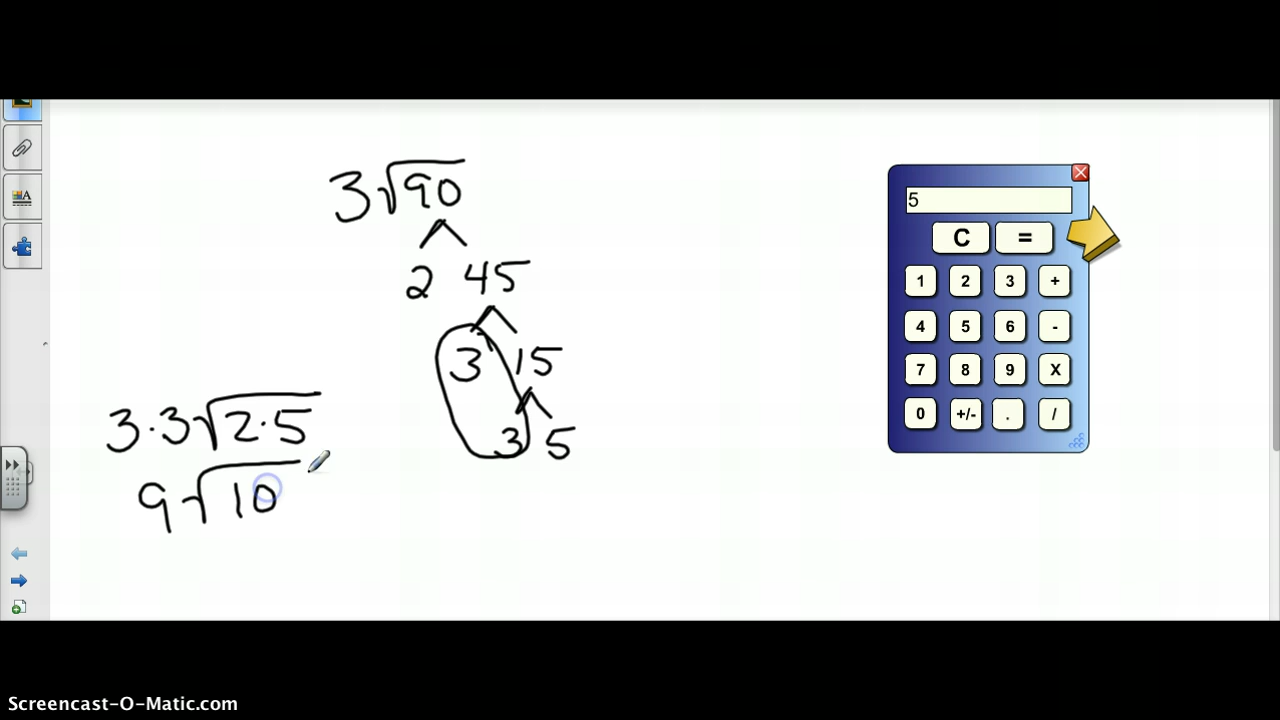 3√90
2 45
3 15
3 5
3·3√2·5
9√10
5
C =
1 2 3 +
4 5 6 -
7 8 9 X
0 +/- . /
Screencast-O-Matic.com